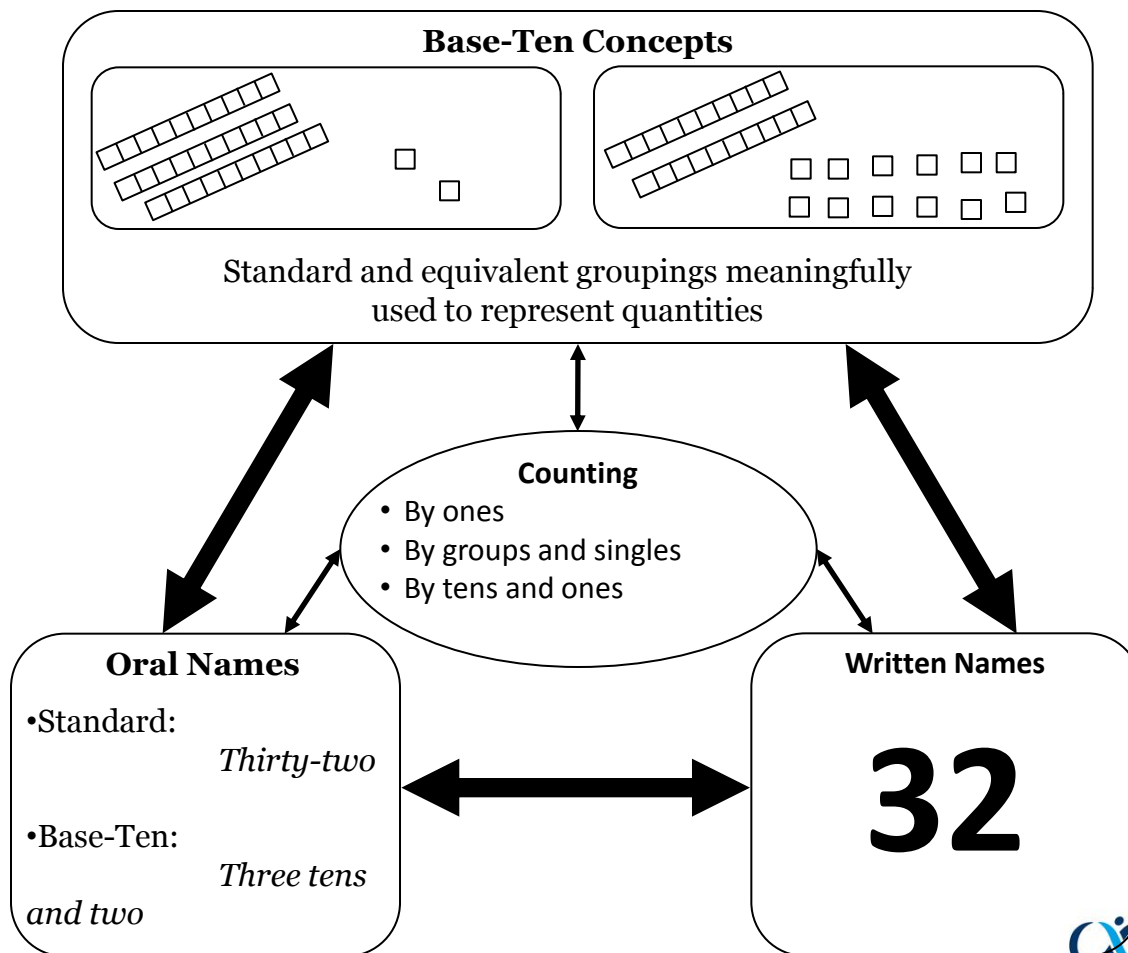 Base-Ten Concepts
Standard and equivalent groupings meaningfully
used to represent quantities
Counting
• By ones
• By groups and singles
• By tens and ones
Oral Names
•Standard:
Thirty-two
•Base-Ten:
Three tens
and two
Written Names
32